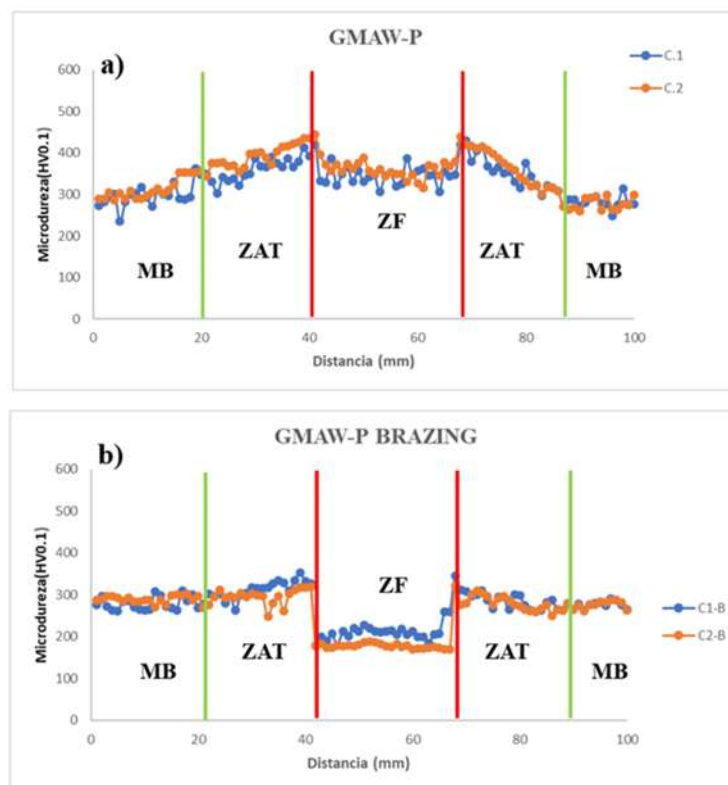 GMAW-P
a)
C.1
C.2
600
500
400
300
200
100
0
Microdureza(HV0.1)
MB
ZAT
ZF
ZAT
MB
0 20 40 60 80 100
Distancia (mm)
GMAW-P BRAZING
b)
600
500
400
300
200
100
0
Microdureza(HV0.1)
ZF
C1-B
C2-B
MB
ZAT
ZAT
MB
0 20 40 60 80 100
Distancia (mm)